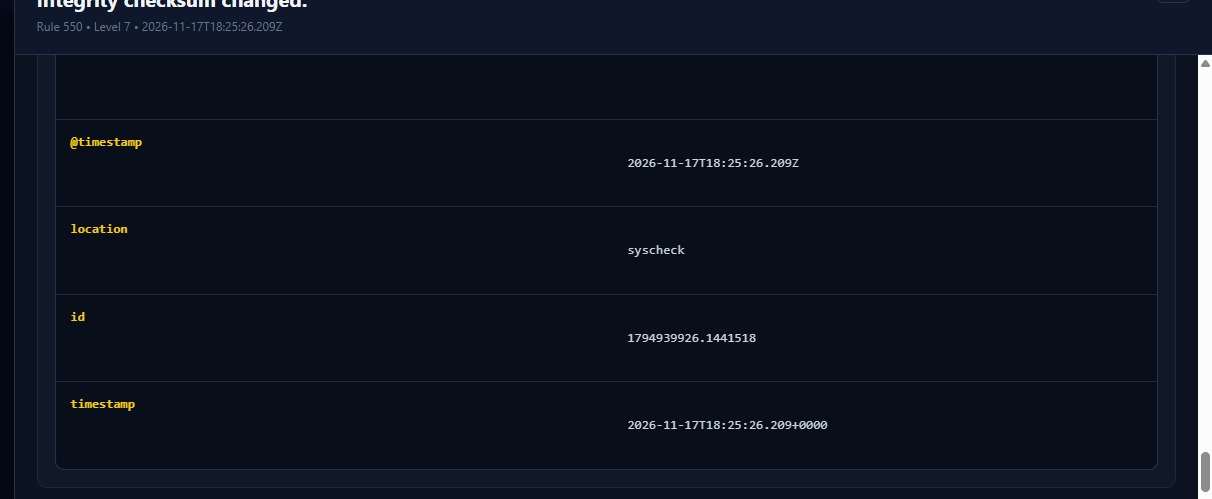 Integrity checksum changed.
Rule 550 • Level 7 • 2026-11-17T18:25:26.209Z
@timestamp
2026-11-17T18:25:26.209Z
location
syscheck
id
1794939926.1441518
timestamp
2026-11-17T18:25:26.209+0000